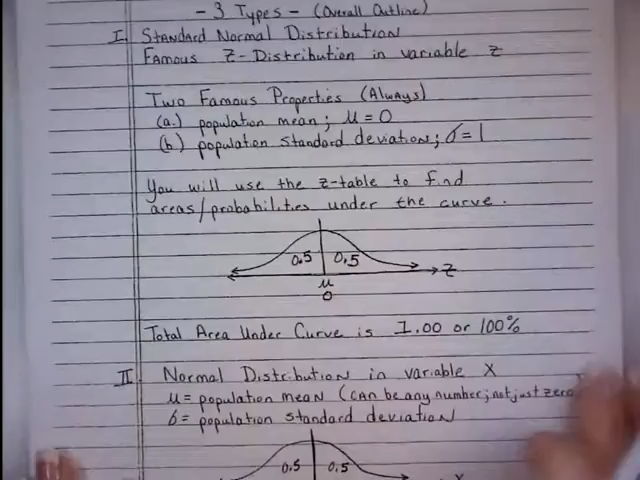 - 3 Types - (Overall Outline)
I. Standard Normal Distribution
Famous Z-Distribution in variable Z
Two Famous Properties (Always)
(a.) population mean; μ = 0
(b.) population standard deviation; σ = 1
You will use the z-table to find
areas/probabilities under the curve.
0.5 0.5
Z
μ
0
Total Area Under Curve is 1.00 or 100%
II. Normal Distribution in variable X
μ = population mean (can be any number; not just zero
σ = population standard deviation
0.5 0.5
X